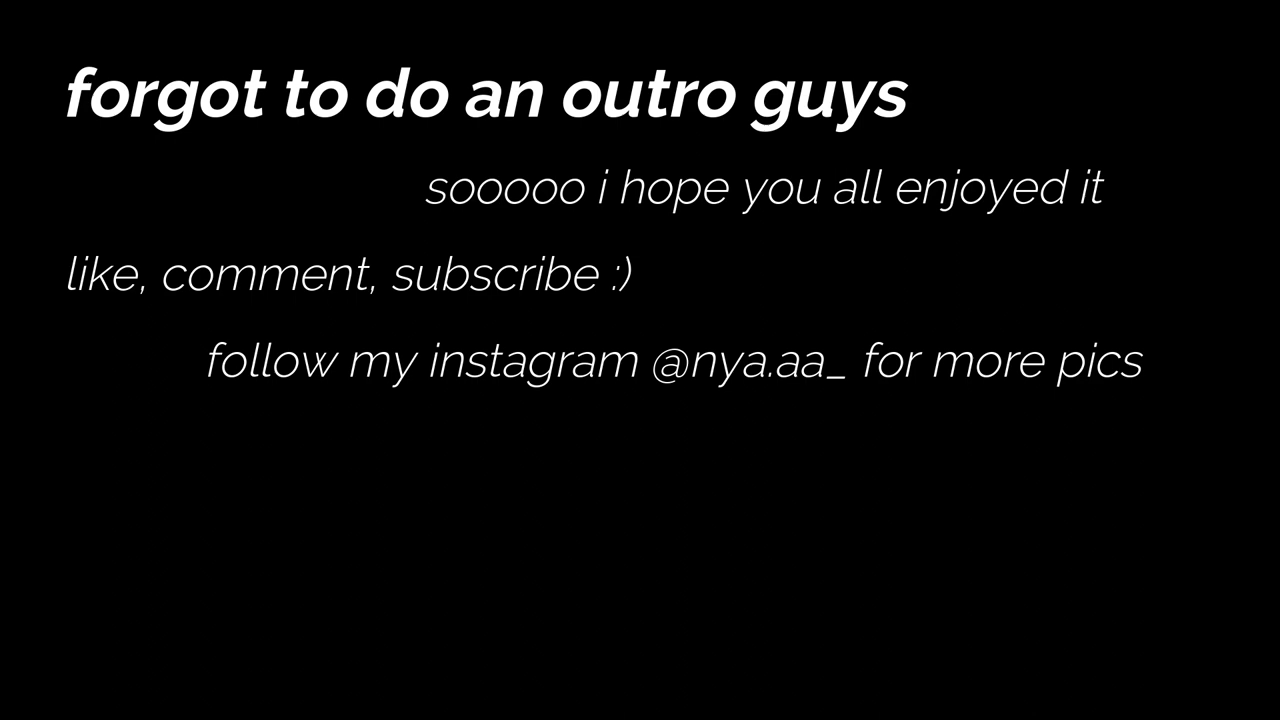 forgot to do an outro guys
sooooo i hope you all enjoyed it
like, comment, subscribe :)
follow my instagram @nya.aa_ for more pics